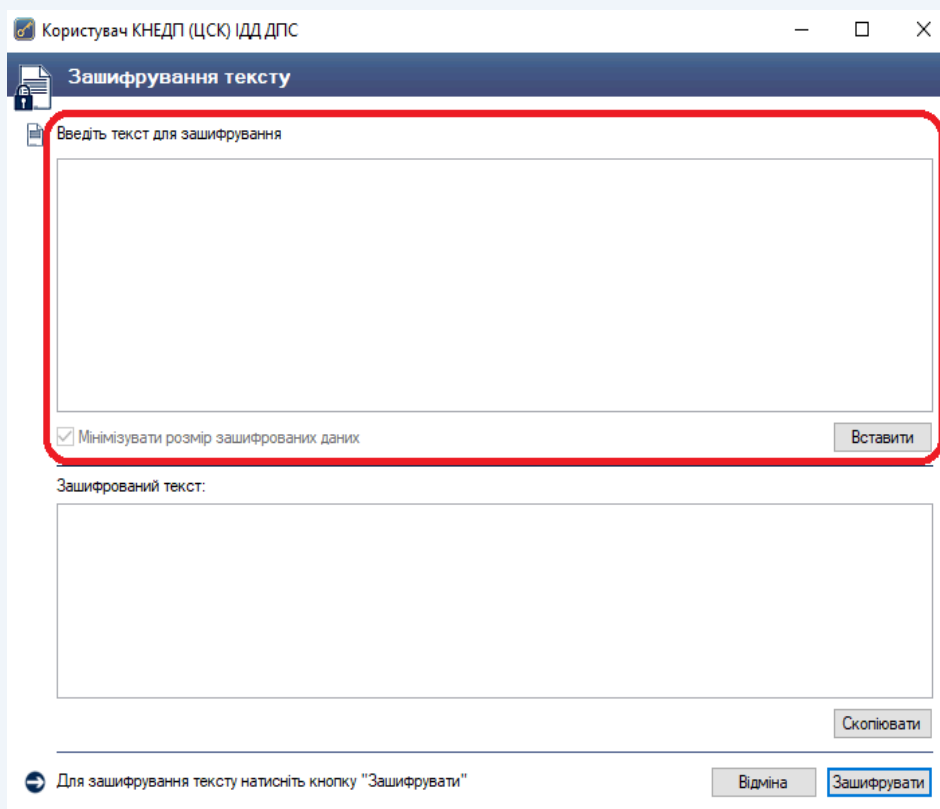 Користувач КНЕДП (ЦСК) ІДД ДПС
Зашифрування тексту
Введіть текст для зашифрування
Мінімізувати розмір зашифрованих даних
Вставити
Зашифрований текст:
Скопіювати
Для зашифрування тексту натисніть кнопку "Зашифрувати"
Відміна
Зашифрувати